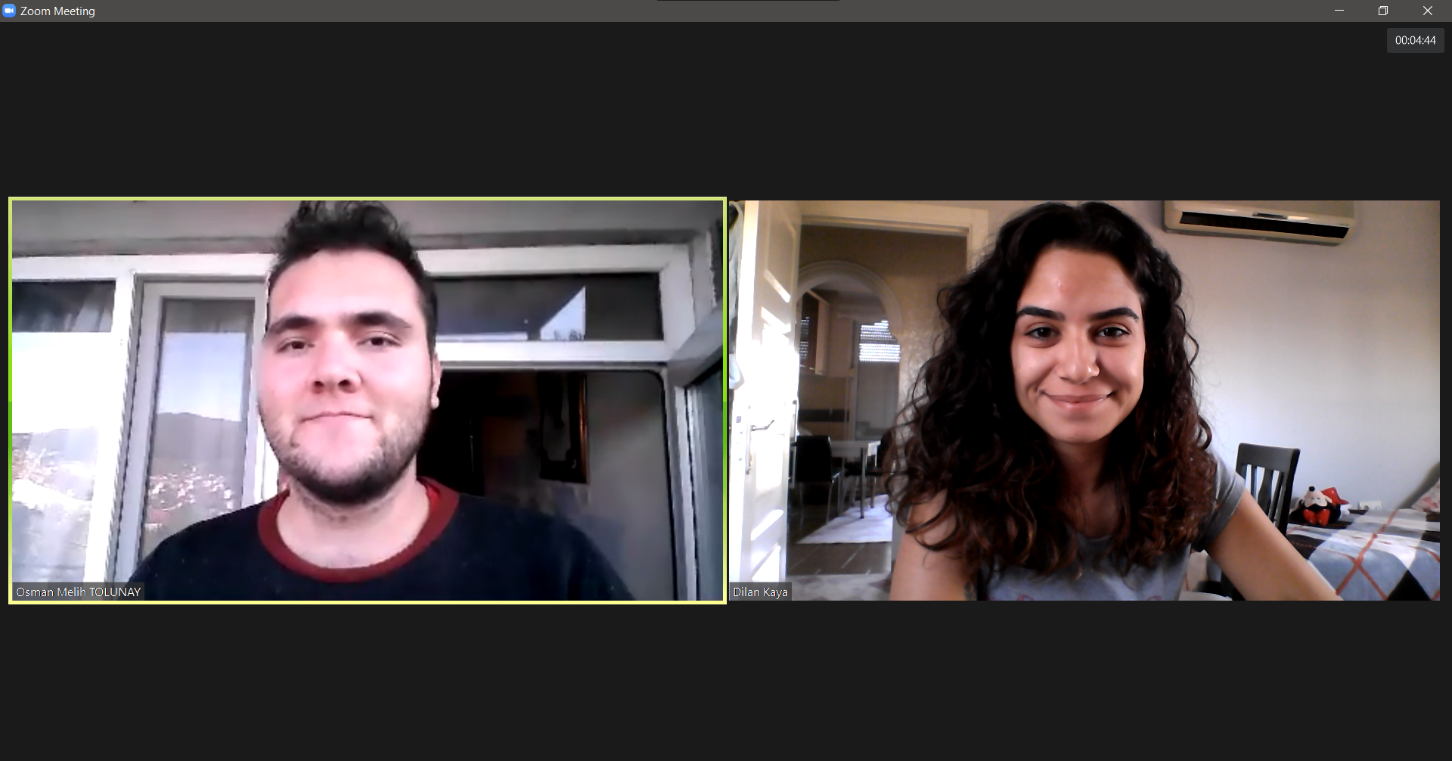 Zoom Meeting
00:04:44
Osman Melih TOLUNAY
Dilan Kaya